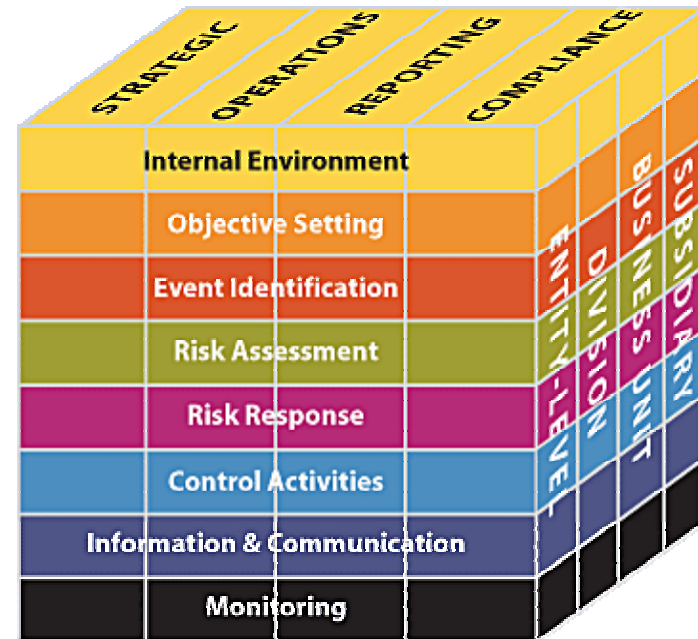 STRATEGIC
OPERATIONS
REPORTING
COMPLIANCE
Internal Environment
Objective Setting
Event Identification
Risk Assessment
Risk Response
Control Activities
Information & Communication
Monitoring
ENTITY-LEVEL
DIVISION
BUSINESS UNIT
SUBSIDIARY